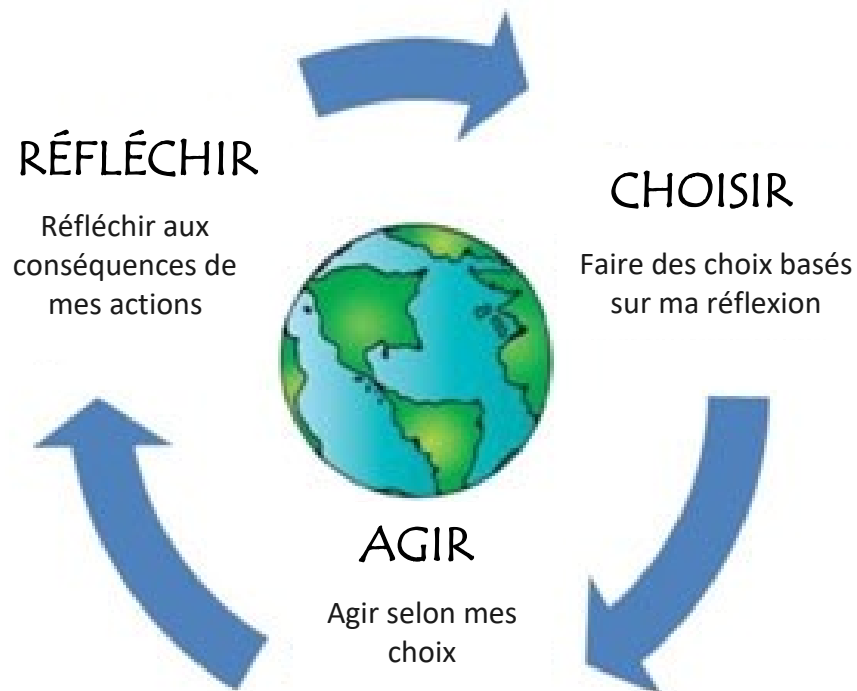 RÉFLÉCHIR
Réfléchir aux
conséquences de
mes actions
CHOISIR
Faire des choix basés
sur ma réflexion
AGIR
Agir selon mes
choix